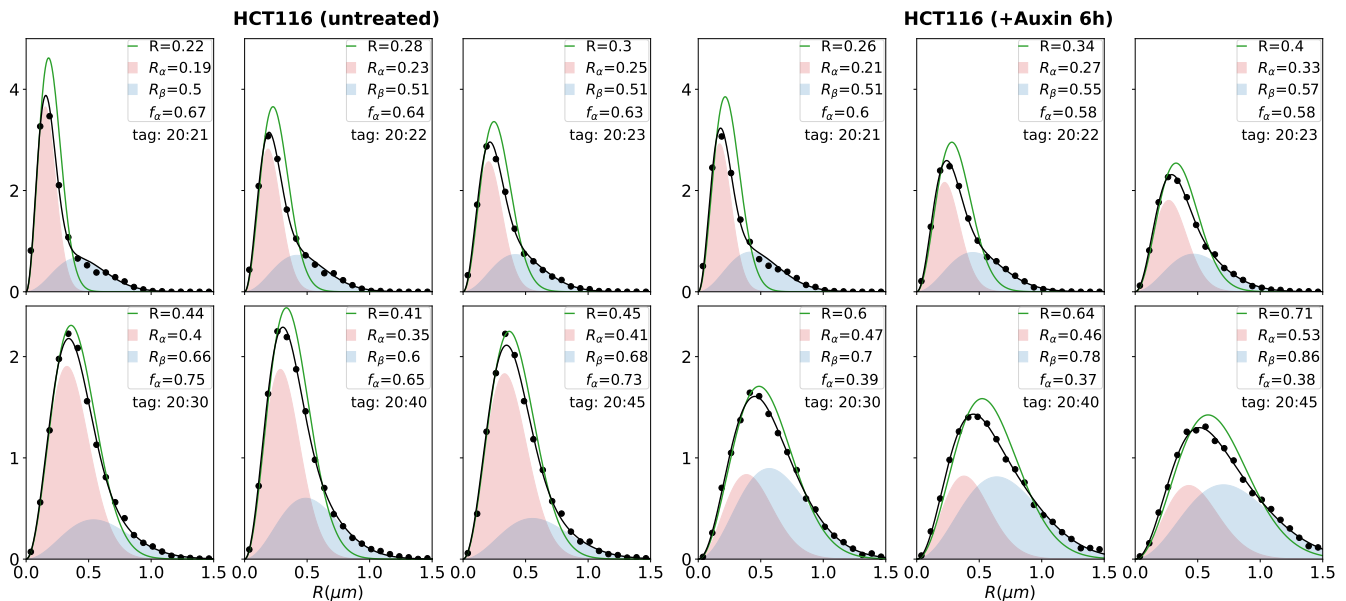 HCT116 (untreated)
HCT116 (+Auxin 6h)
R=0.22
Rα=0.19
Rβ=0.5
fα=0.67
tag: 20:21
R=0.28
Rα=0.23
Rβ=0.51
fα=0.64
tag: 20:22
R=0.3
Rα=0.25
Rβ=0.51
fα=0.63
tag: 20:23
R=0.26
Rα=0.21
Rβ=0.51
fα=0.6
tag: 20:21
R=0.34
Rα=0.27
Rβ=0.55
fα=0.58
tag: 20:22
R=0.4
Rα=0.33
Rβ=0.57
fα=0.58
tag: 20:23
4
2
0
4
2
0
R=0.44
Rα=0.4
Rβ=0.66
fα=0.75
tag: 20:30
R=0.41
Rα=0.35
Rβ=0.6
fα=0.65
tag: 20:40
R=0.45
Rα=0.41
Rβ=0.68
fα=0.73
tag: 20:45
R=0.6
Rα=0.47
Rβ=0.7
fα=0.39
tag: 20:30
R=0.64
Rα=0.46
Rβ=0.78
fα=0.37
tag: 20:40
R=0.71
Rα=0.53
Rβ=0.86
fα=0.38
tag: 20:45
2
1
0
2
1
0
0.0 0.5 1.0 1.5
0.5 1.0 1.5
0.5 1.0 1.5
0.0 0.5 1.0 1.5
0.5 1.0 1.5
0.5 1.0 1.5
R(μm)
R(μm)